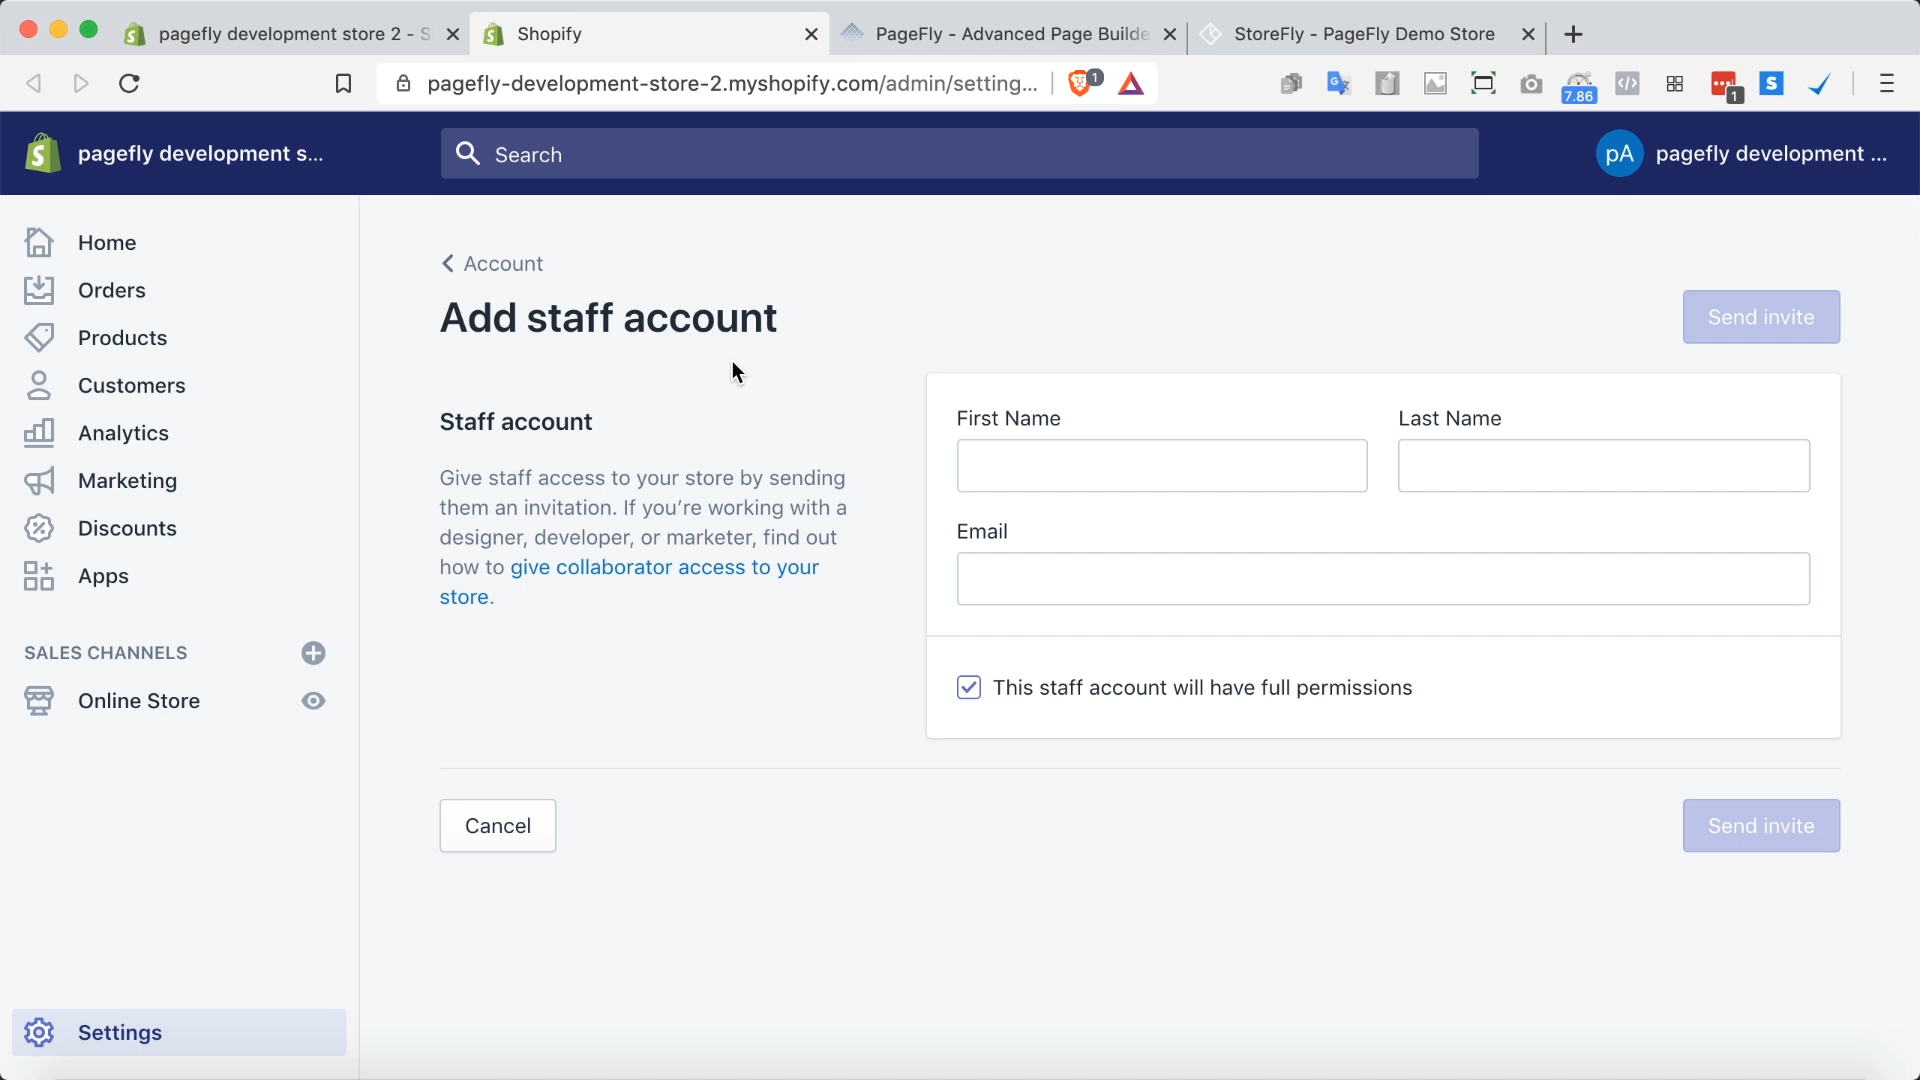 pagefly development store 2 - S
Shopify
PageFly - Advanced Page Builde
StoreFly - PageFly Demo Store
pagefly-development-store-2.myshopify.com/admin/setting...
1
7.86
1
S
pagefly development s...
Search
pA
pagefly development ...
Home
Orders
Products
Customers
Analytics
Marketing
Discounts
Apps
SALES CHANNELS
Online Store
Settings
Account
Add staff account
Send invite
Staff account
Give staff access to your store by sending
them an invitation. If you’re working with a
designer, developer, or marketer, find out
how to give collaborator access to your
store.
First Name
Last Name
Email
This staff account will have full permissions
Cancel
Send invite